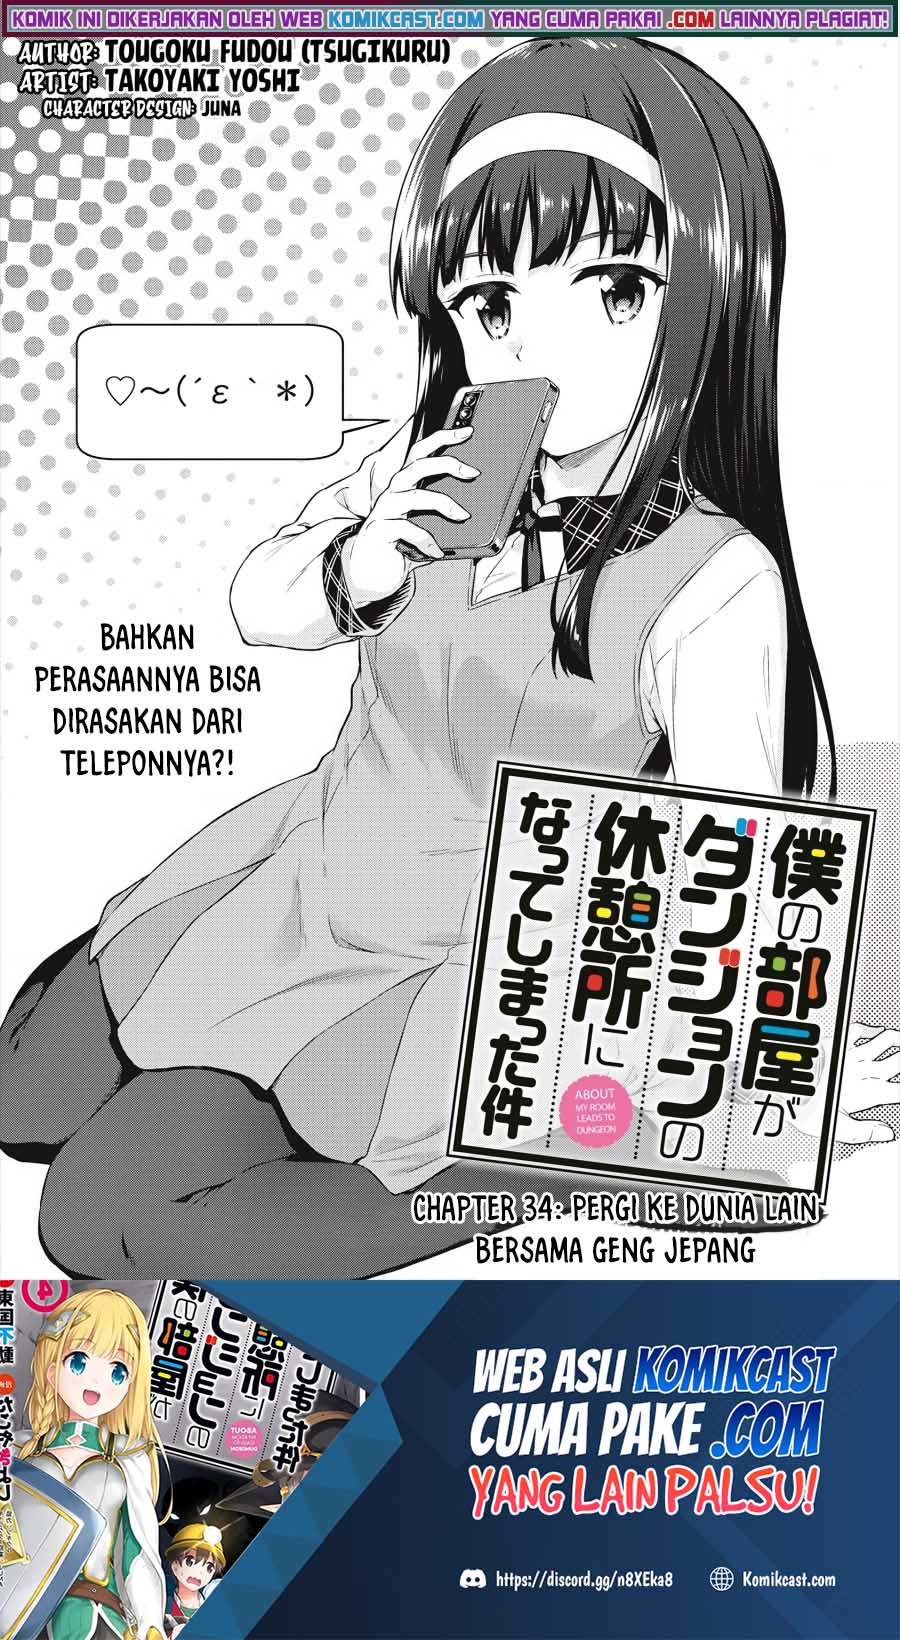 KOMIK INI DIKERJAKAN OLEH WEB KOMIKCAST.COM YANG CUMA PAKAI .COM LAINNYA PLAGIAT!
AUTHOR: TOUGOKU FUDOU (TSUGIKURU)
ARTIST: TAKOYAKI YOSHI
CHARACTER DESIGN: JUNA
♡～(´ε｀＊)
BAHKAN
PERASAANNYA BISA
DIRASAKAN DARI
TELEPONNYA?!
僕の部屋が
ダンジョンの
休憩所に
なってしまった件
ABOUT
MY ROOM
LEADS TO
DUNGEON
CHAPTER 34: PERGI KE DUNIA LAIN
BERSAMA GENG JEPANG
4
WEB ASLI KOMIKCAST
CUMA PAKE .COM
YANG LAIN PALSU!
https://discord.gg/n8XEka8
Komikcast.com